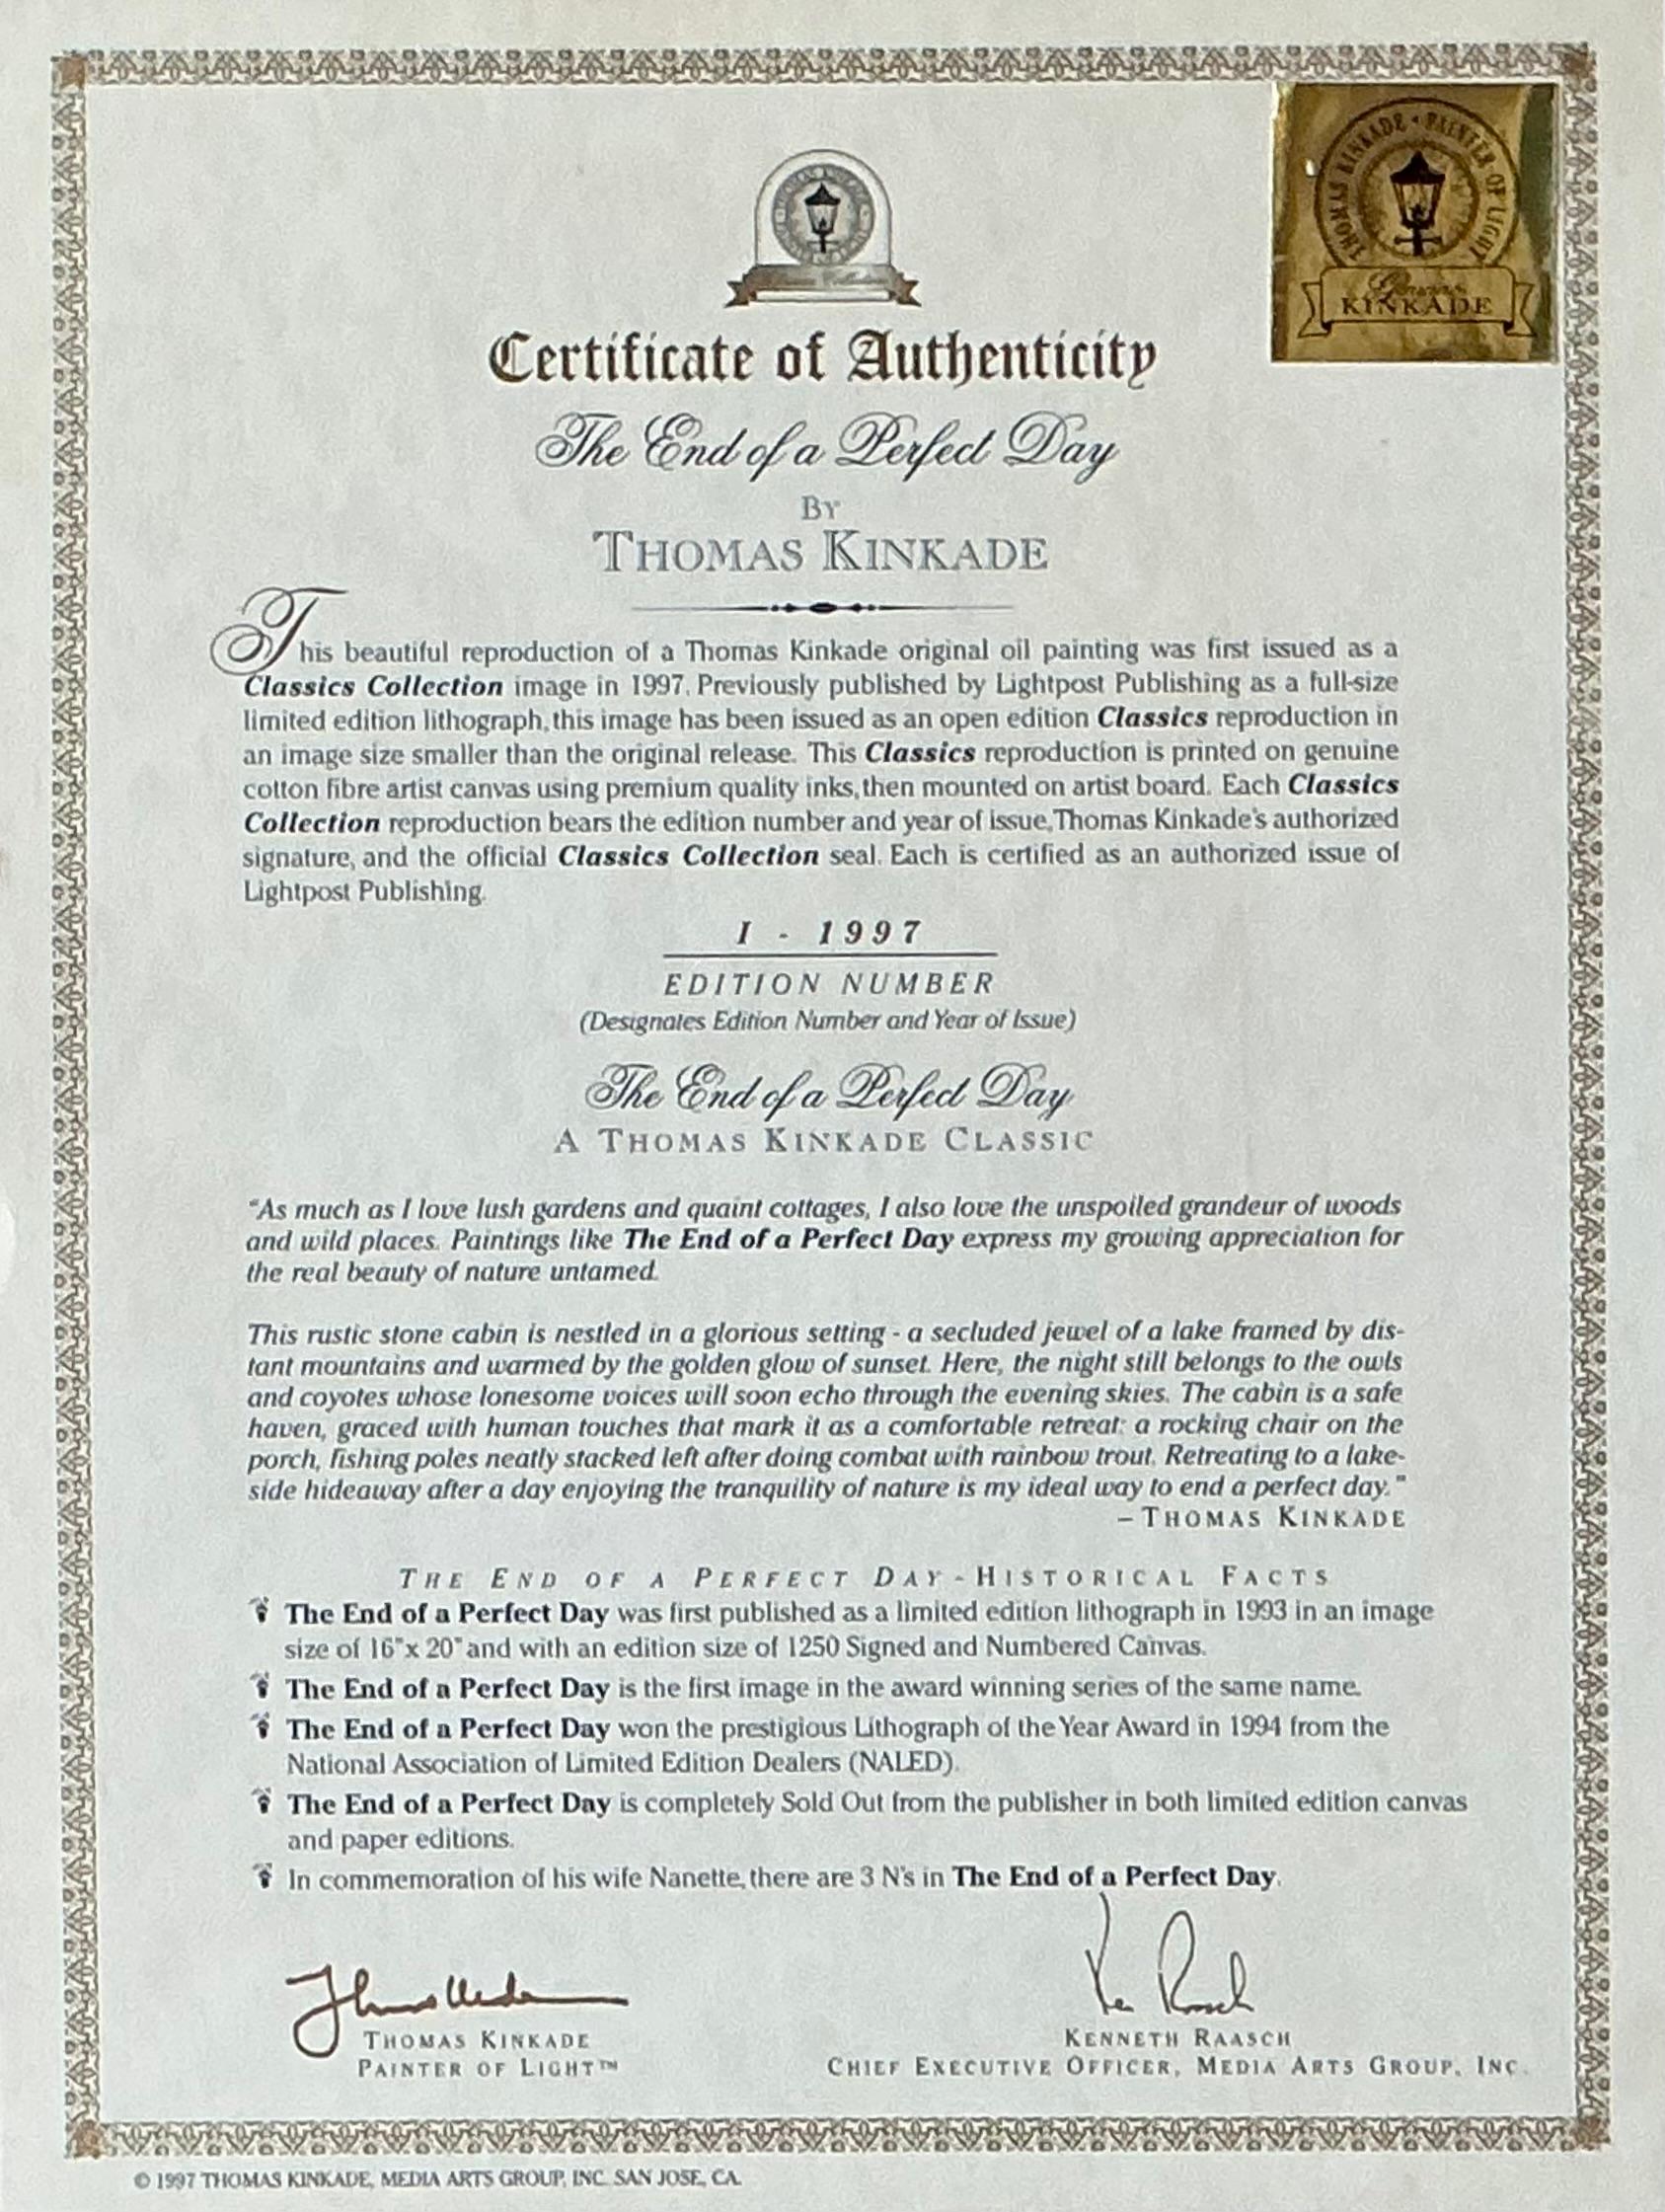 THOMAS KINKADE • PAINTER OF LIGHT
Genuine
KINKADE
Certificate of Authenticity
The End of a Perfect Day
BY
THOMAS KINKADE
This beautiful reproduction of a Thomas Kinkade original oil painting was first issued as a
Classics Collection image in 1997. Previously published by Lightpost Publishing as a full-size
limited edition lithograph, this image has been issued as an open edition Classics reproduction in
an image size smaller than the original release. This Classics reproduction is printed on genuine
cotton fibre artist canvas using premium quality inks, then mounted on artist board. Each Classics
Collection reproduction bears the edition number and year of issue, Thomas Kinkade's authorized
signature, and the official Classics Collection seal. Each is certified as an authorized issue of
Lightpost Publishing.
I - 1997
EDITION NUMBER
(Designates Edition Number and Year of Issue)
The End of a Perfect Day
A THOMAS KINKADE CLASSIC
"As much as I love lush gardens and quaint cottages, I also love the unspoiled grandeur of woods
and wild places. Paintings like The End of a Perfect Day express my growing appreciation for
the real beauty of nature untamed.
This rustic stone cabin is nestled in a glorious setting - a secluded jewel of a lake framed by dis-
tant mountains and warmed by the golden glow of sunset. Here, the night still belongs to the owls
and coyotes whose lonesome voices will soon echo through the evening skies. The cabin is a safe
haven, graced with human touches that mark it as a comfortable retreat: a rocking chair on the
porch, fishing poles neatly stacked left after doing combat with rainbow trout. Retreating to a lake-
side hideaway after a day enjoying the tranquility of nature is my ideal way to end a perfect day."
– THOMAS KINKADE
THE END OF A PERFECT DAY - HISTORICAL FACTS
The End of a Perfect Day was first published as a limited edition lithograph in 1993 in an image
size of 16"x 20" and with an edition size of 1250 Signed and Numbered Canvas.
The End of a Perfect Day is the first image in the award winning series of the same name.
The End of a Perfect Day won the prestigious Lithograph of the Year Award in 1994 from the
National Association of Limited Edition Dealers (NALED).
The End of a Perfect Day is completely Sold Out from the publisher in both limited edition canvas
and paper editions.
In commemoration of his wife Nanette, there are 3 N's in The End of a Perfect Day.
THOMAS KINKADE
PAINTER OF LIGHT™
Ken Raasch
KENNETH RAASCH
CHIEF EXECUTIVE OFFICER, MEDIA ARTS GROUP, INC.
© 1997 THOMAS KINKADE, MEDIA ARTS GROUP, INC. SAN JOSE, CA.